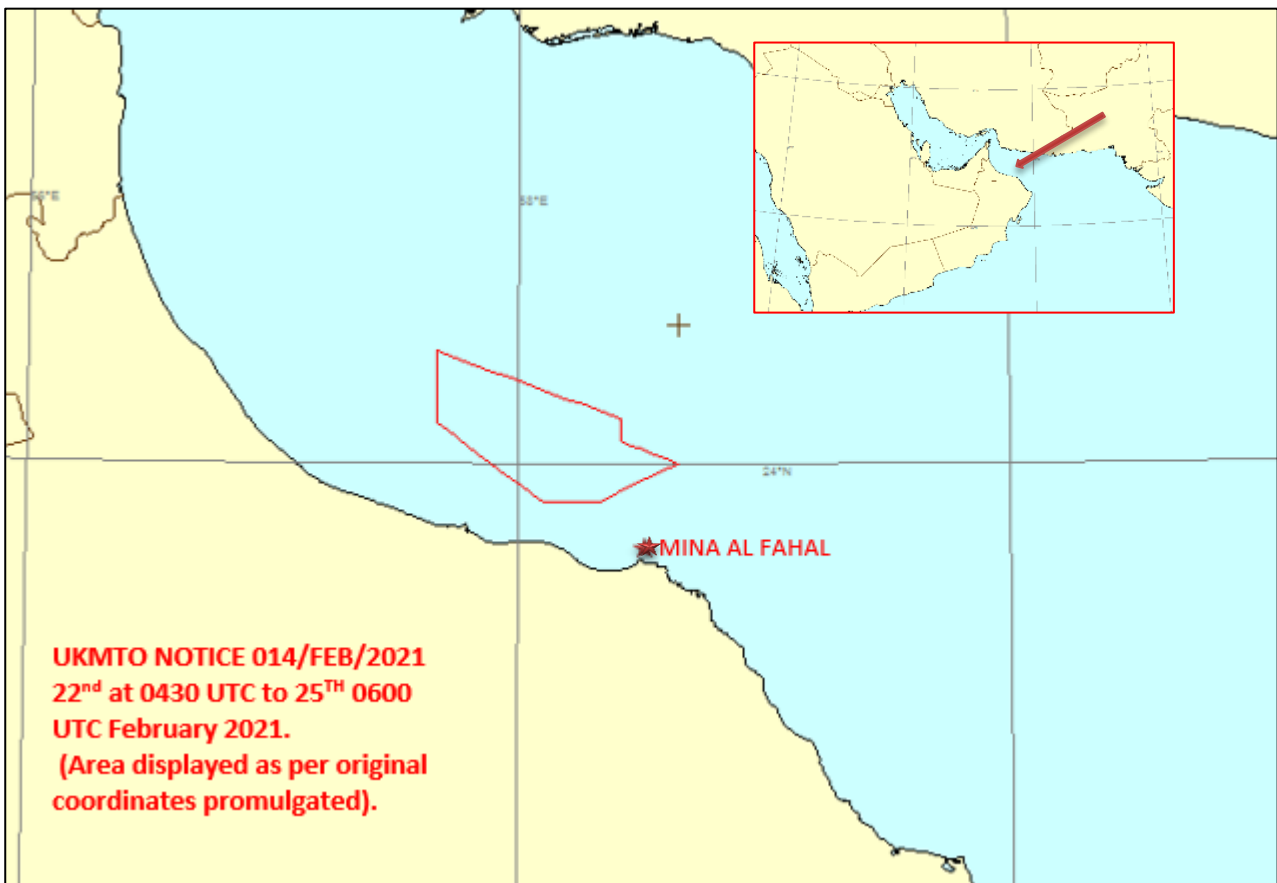 56°E
58°E
24°N
MINA AL FAHAL
UKMTO NOTICE 014/FEB/2021
22nd at 0430 UTC to 25TH 0600
UTC February 2021.
(Area displayed as per original
coordinates promulgated).